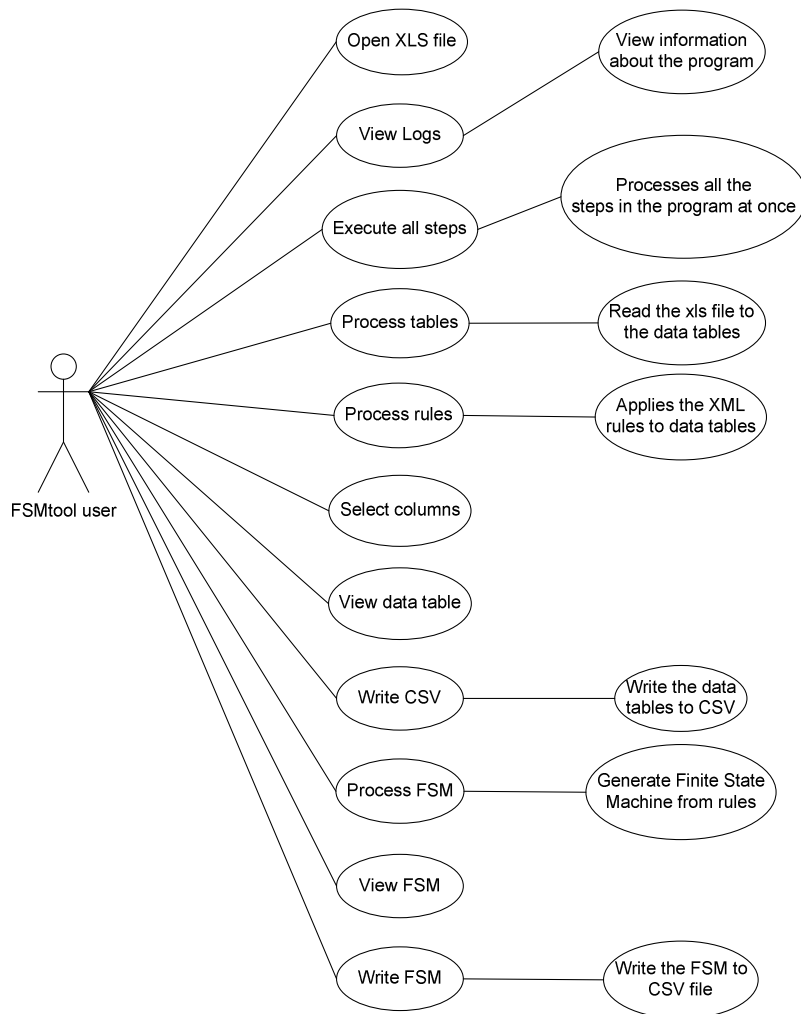 Open XLS file
View information
about the program
View Logs
Processes all the
steps in the program at once
Execute all steps
Process tables
Read the xls file to
the data tables
Process rules
Applies the XML
rules to data tables
FSMtool user
Select columns
View data table
Write CSV
Write the data
tables to CSV
Process FSM
Generate Finite State
Machine from rules
View FSM
Write FSM
Write the FSM to
CSV file